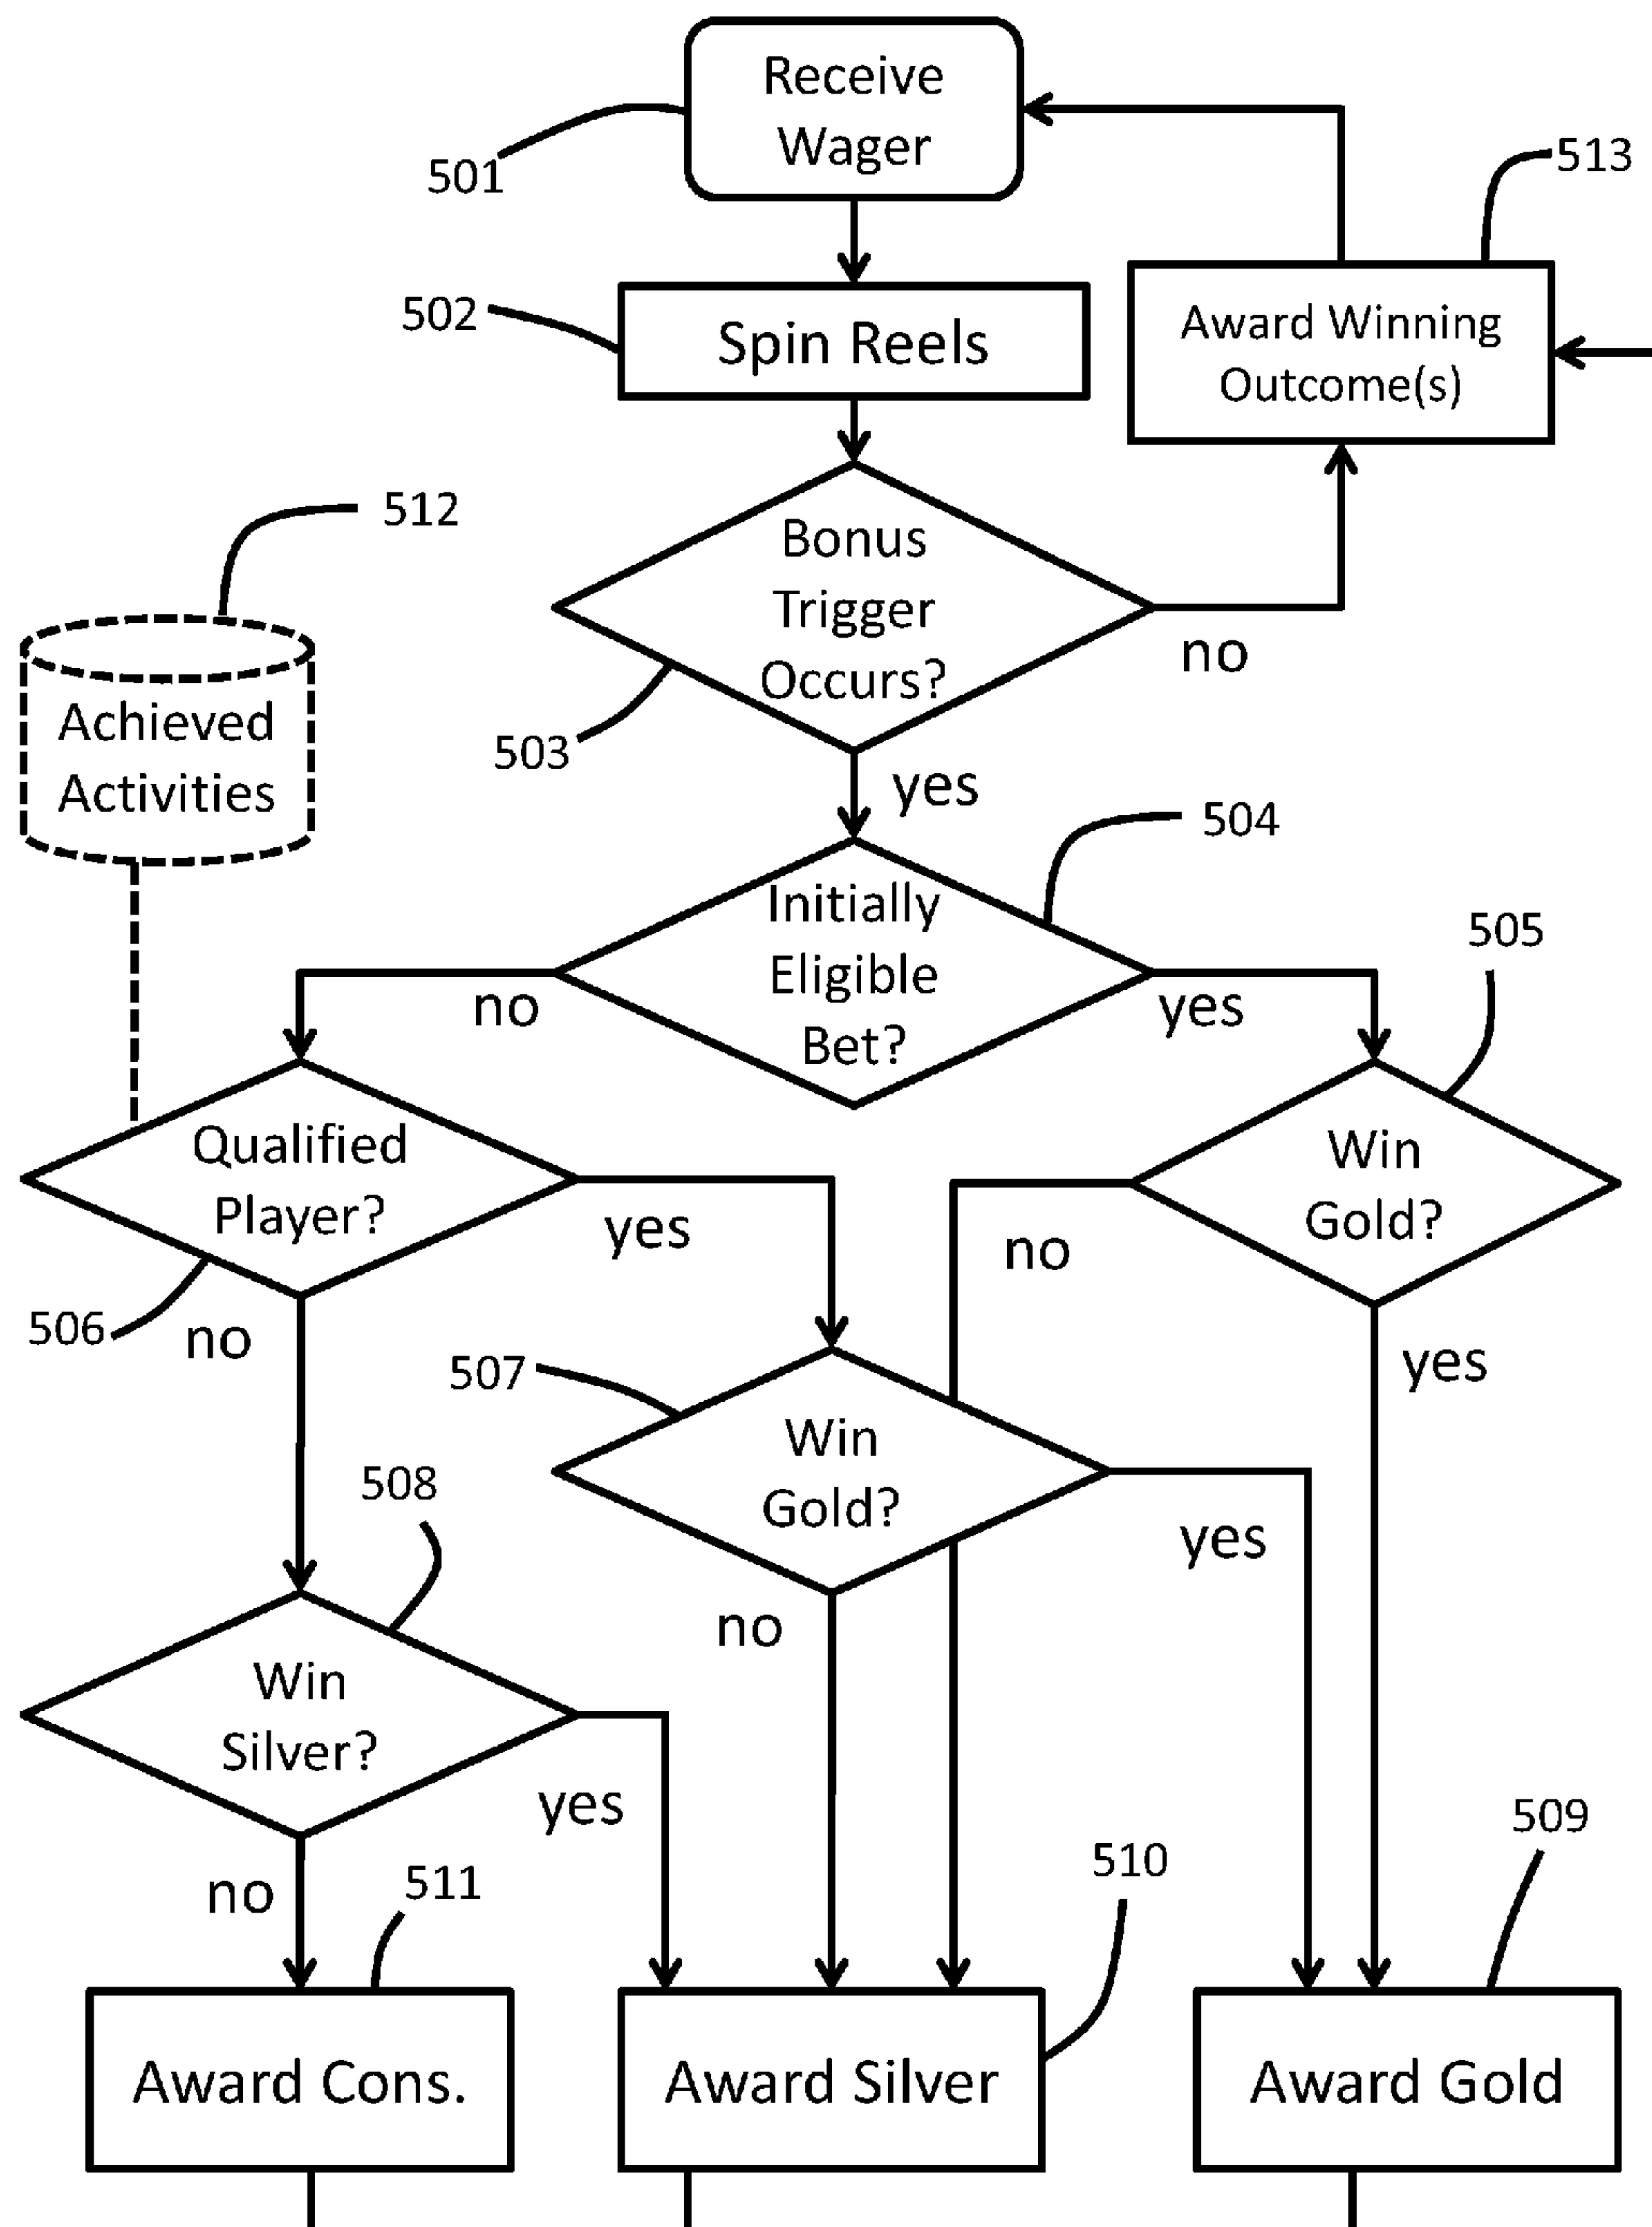 Receive
Wager
501
513
502
Spin Reels
Award Winning
Outcome(s)
512
Bonus
Trigger
Occurs?
no
503
Achieved
Activities
yes
504
Initially
Eligible
Bet?
no
yes
505
Qualified
Player?
yes
Win
Gold?
no
506
no
yes
507
Win
Gold?
508
yes
no
Win
Silver?
yes
509
no
511
510
Award Cons.
Award Silver
Award Gold